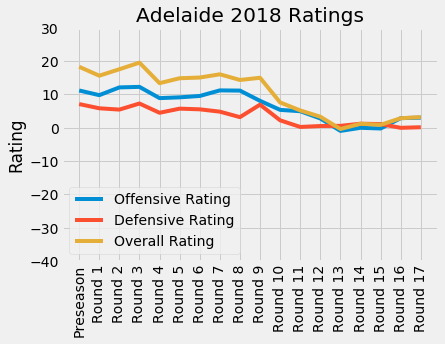 Adelaide 2018 Ratings
Rating
30
20
10
0
−10
−20
−30
−40
Offensive Rating
Defensive Rating
Overall Rating
Preseason
Round 1
Round 2
Round 3
Round 4
Round 5
Round 6
Round 7
Round 8
Round 9
Round 10
Round 11
Round 12
Round 13
Round 14
Round 15
Round 16
Round 17